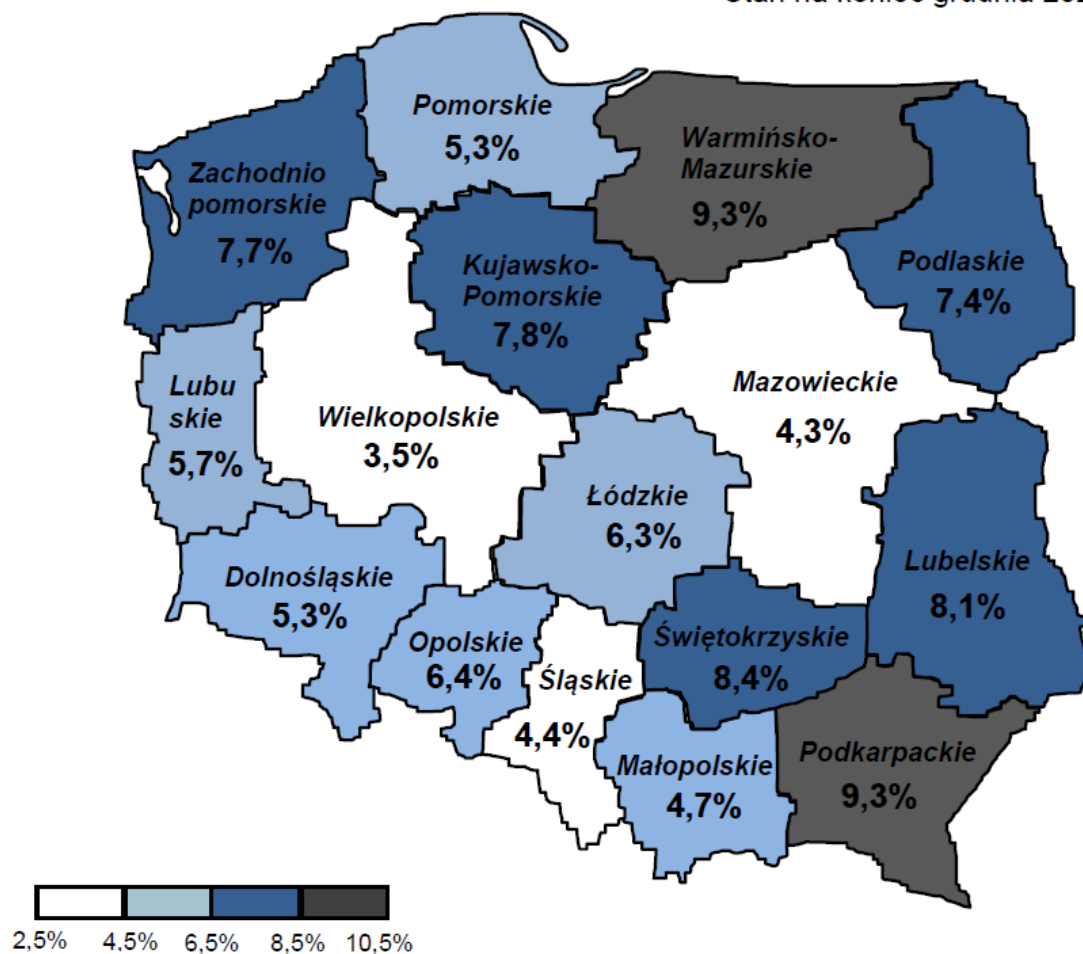 Pomorskie
5,3%
Warmińsko-
Mazurskie
9,3%
Zachodnio
pomorskie
7,7%
Kujawsko-
Pomorskie
7,8%
Podlaskie
7,4%
Lubu
skie
5,7%
Wielkopolskie
3,5%
Mazowieckie
4,3%
Łódzkie
6,3%
Lubelskie
8,1%
Dolnośląskie
5,3%
Opolskie
6,4%
Śląskie
4,4%
Świętokrzyskie
8,4%
Małopolskie
4,7%
Podkarpackie
9,3%
2,5% 4,5% 6,5% 8,5% 10,5%